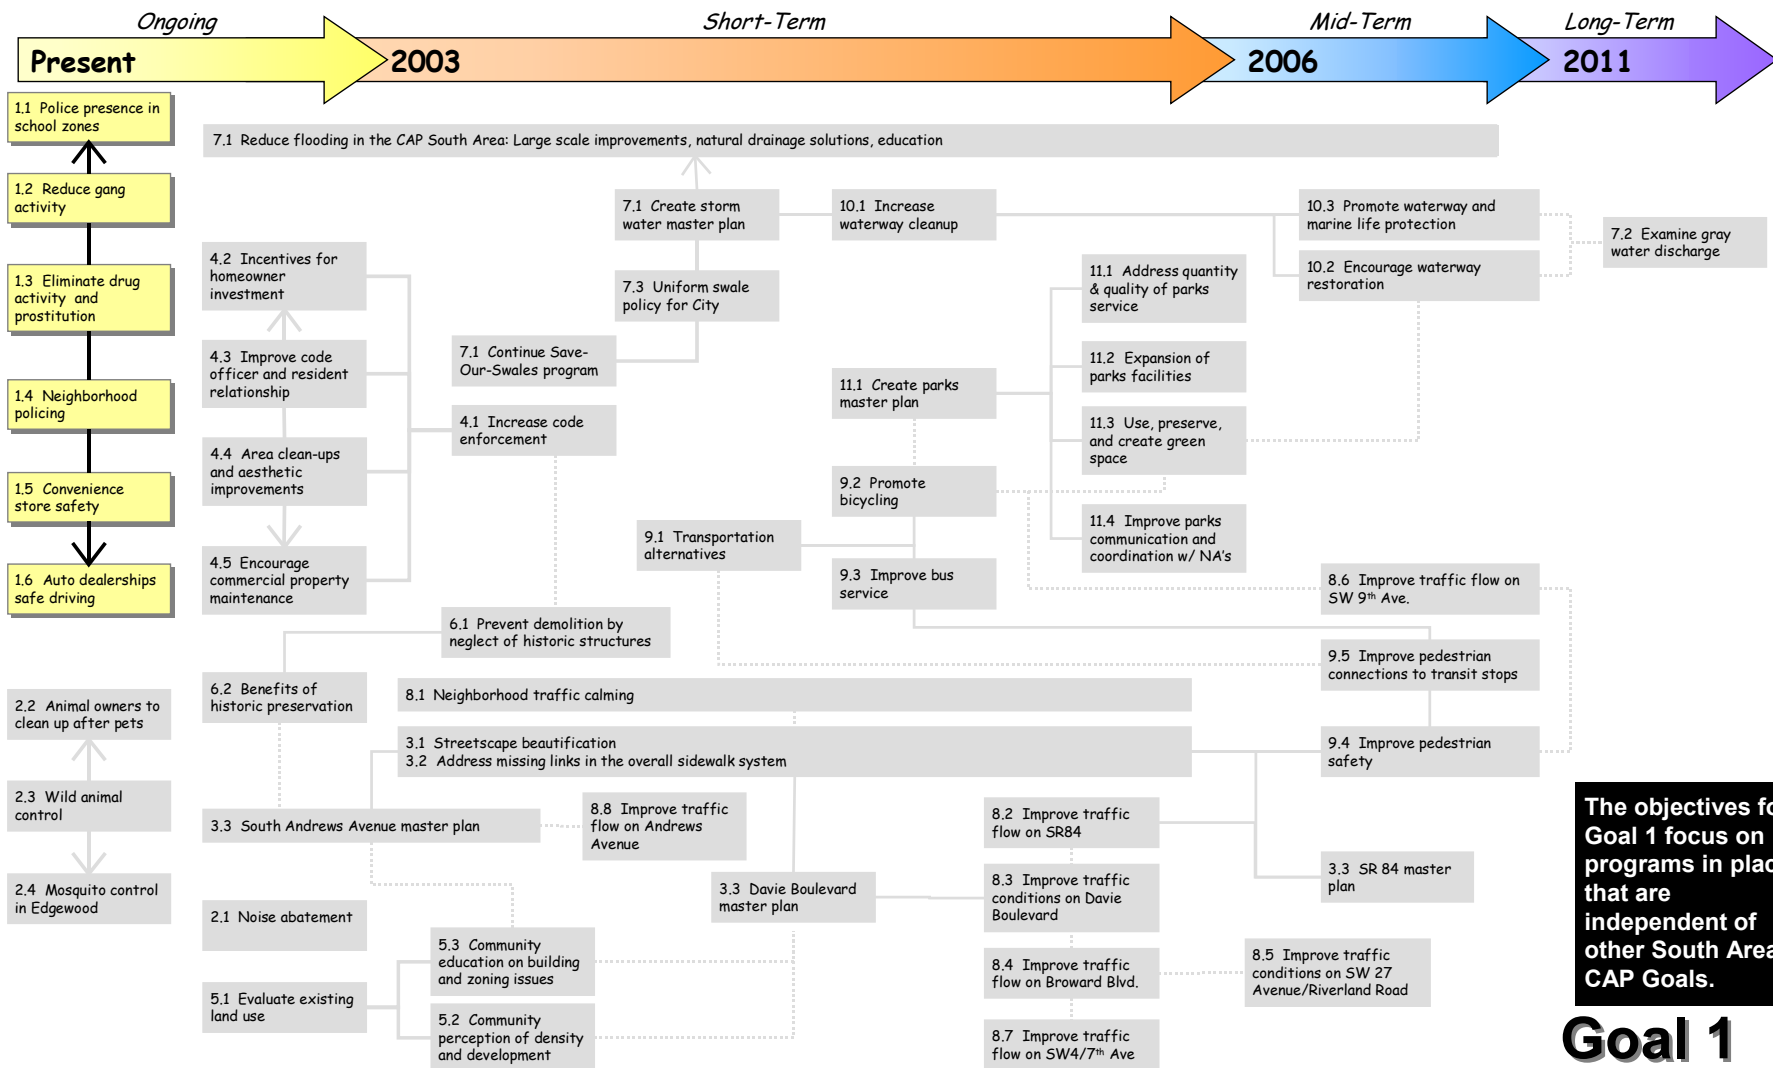 Ongoing
Short-Term
Mid-Term
Long-Term
Present
2003
2006
2011
1.1 Police presence in
school zones
1.2 Reduce gang
activity
1.3 Eliminate drug
activity and
prostitution
1.4 Neighborhood
policing
1.5 Convenience
store safety
1.6 Auto dealerships
safe driving
2.2 Animal owners to
clean up after pets
2.3 Wild animal
control
2.4 Mosquito control
in Edgewood
7.1 Reduce flooding in the CAP South Area: Large scale improvements, natural drainage solutions, education
4.2 Incentives for
homeowner
investment
4.3 Improve code
officer and resident
relationship
4.4 Area clean-ups
and aesthetic
improvements
4.5 Encourage
commercial property
maintenance
6.2 Benefits of
historic preservation
3.3 South Andrews Avenue master plan
2.1 Noise abatement
5.1 Evaluate existing
land use
7.1 Continue Save-
Our-Swales program
4.1 Increase code
enforcement
6.1 Prevent demolition by
neglect of historic structures
8.1 Neighborhood traffic calming
3.1 Streetscape beautification
3.2 Address missing links in the overall sidewalk system
8.8 Improve traffic
flow on Andrews
Avenue
5.3 Community
education on building
and zoning issues
5.2 Community
perception of density
and development
7.1 Create storm
water master plan
7.3 Uniform swale
policy for City
9.1 Transportation
alternatives
3.3 Davie Boulevard
master plan
10.1 Increase
waterway cleanup
11.1 Create parks
master plan
9.2 Promote
bicycling
9.3 Improve bus
service
11.1 Address quantity
& quality of parks
service
11.2 Expansion of
parks facilities
11.3 Use, preserve,
and create green
space
11.4 Improve parks
communication and
coordination w/ NA's
8.2 Improve traffic
flow on SR84
8.3 Improve traffic
conditions on Davie
Boulevard
8.4 Improve traffic
flow on Broward Blvd.
8.7 Improve traffic
flow on SW4/7th Ave
10.3 Promote waterway and
marine life protection
10.2 Encourage waterway
restoration
7.2 Examine gray
water discharge
8.6 Improve traffic flow on
SW 9th Ave.
9.5 Improve pedestrian
connections to transit stops
9.4 Improve pedestrian
safety
3.3 SR 84 master
plan
8.5 Improve traffic
conditions on SW 27
Avenue/Riverland Road
The objectives fo
Goal 1 focus on
programs in plac
that are
independent of
other South Area
CAP Goals.
Goal 1